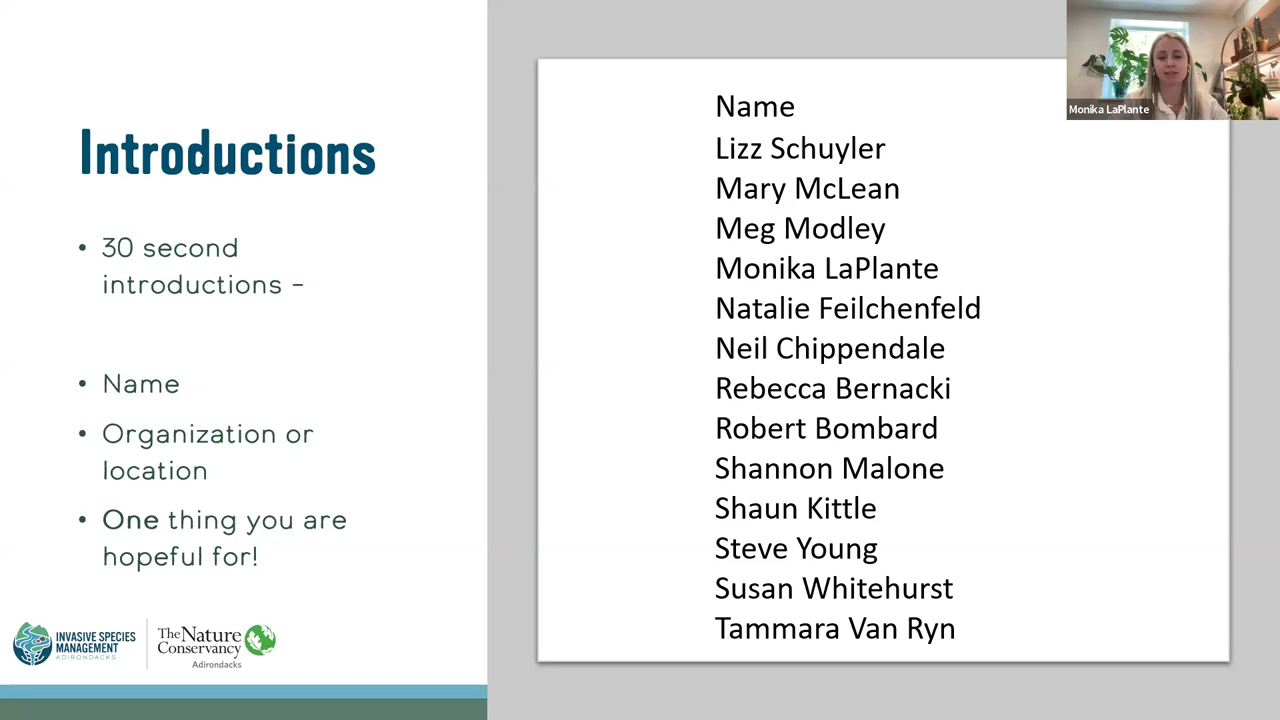 Introductions
• 30 second
introductions -
• Name
• Organization or
location
• One thing you are
hopeful for!
INVASIVE SPECIES
MANAGEMENT
ADIRONDACKS
The Nature
Conservancy
Adirondacks
Name
Lizz Schuyler
Mary McLean
Meg Modley
Monika LaPlante
Natalie Feilchenfeld
Neil Chippendale
Rebecca Bernacki
Robert Bombard
Shannon Malone
Shaun Kittle
Steve Young
Susan Whitehurst
Tammara Van Ryn
Monika LaPlante